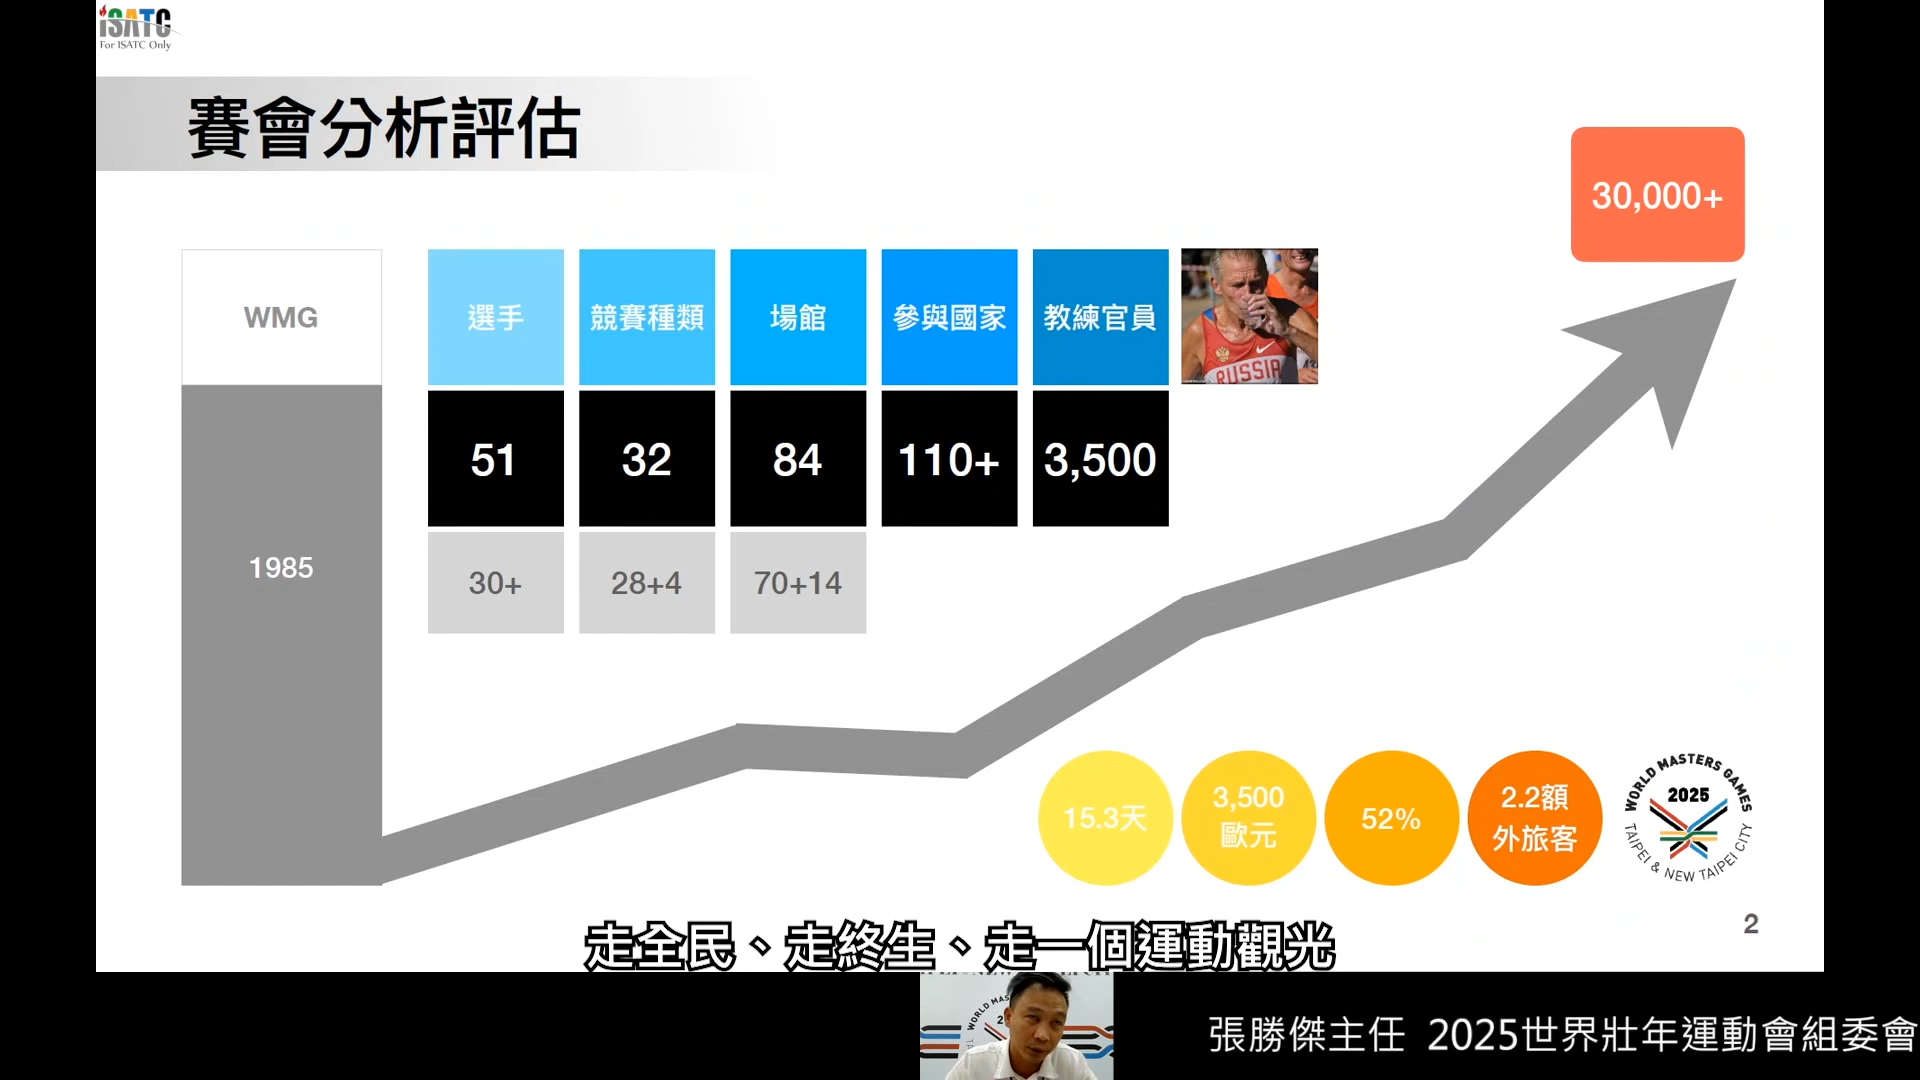 iSATC
For ISATC Only
賽會分析評估
30,000+
WMG
選手
競賽種類
場館
參與國家
教練官員
RUSSIA
51
32
84
110+
3,500
1985
30+
28+4
70+14
15.3天
3,500
歐元
52%
2.2額
外旅客
WORLD MASTERS GAMES
2025
TAIPEI & NEW TAIPEI CITY
2
走全民、走終生、走一個運動觀光
WORLD MAS
張勝傑主任 2025世界壯年運動會組委會